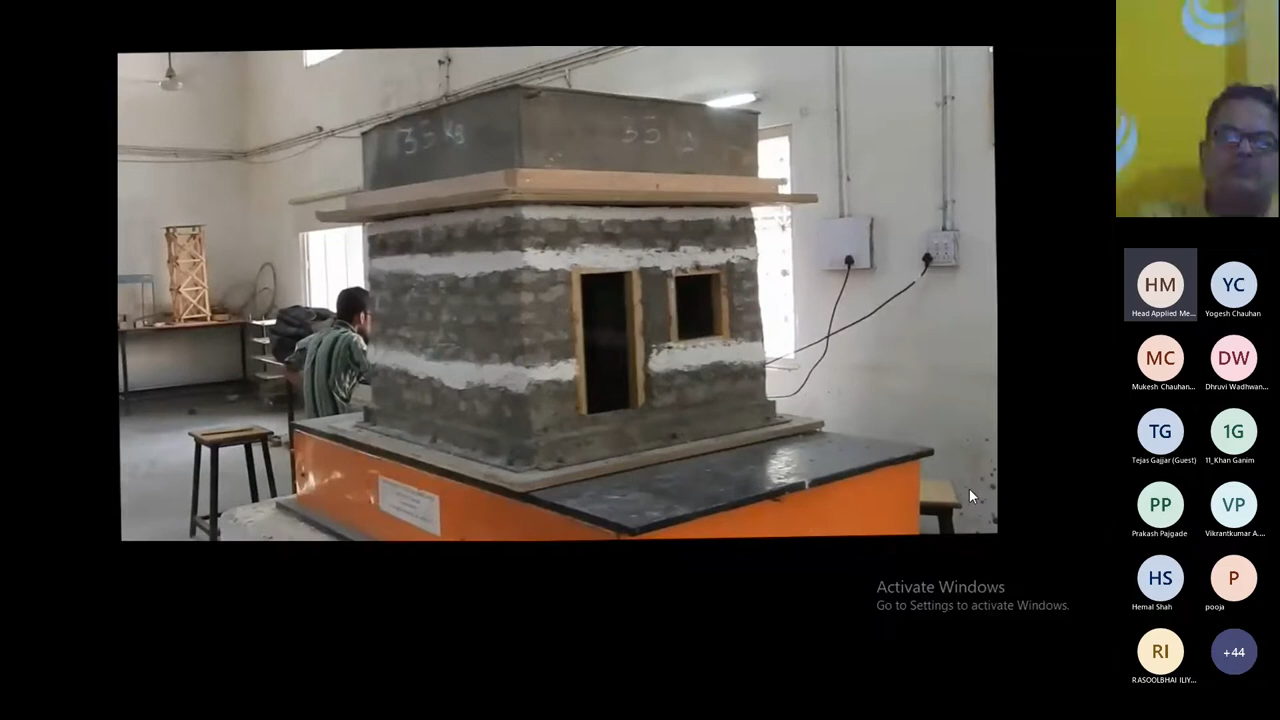 35 KG
35
HM
Head Applied Me...
YC
Yogesh Chauhan
MC
Mukesh Chauhan...
DW
Dhruvi Wadhwan...
TG
Tejas Gajjar (Guest)
1G
11_Khan Ganim
PP
Prakash Pajgade
VP
Vikrantkumar A....
HS
Hemal Shah
P
pooja
RI
RASOOLBHAI ILIY...
+44
Activate Windows
Go to Settings to activate Windows.